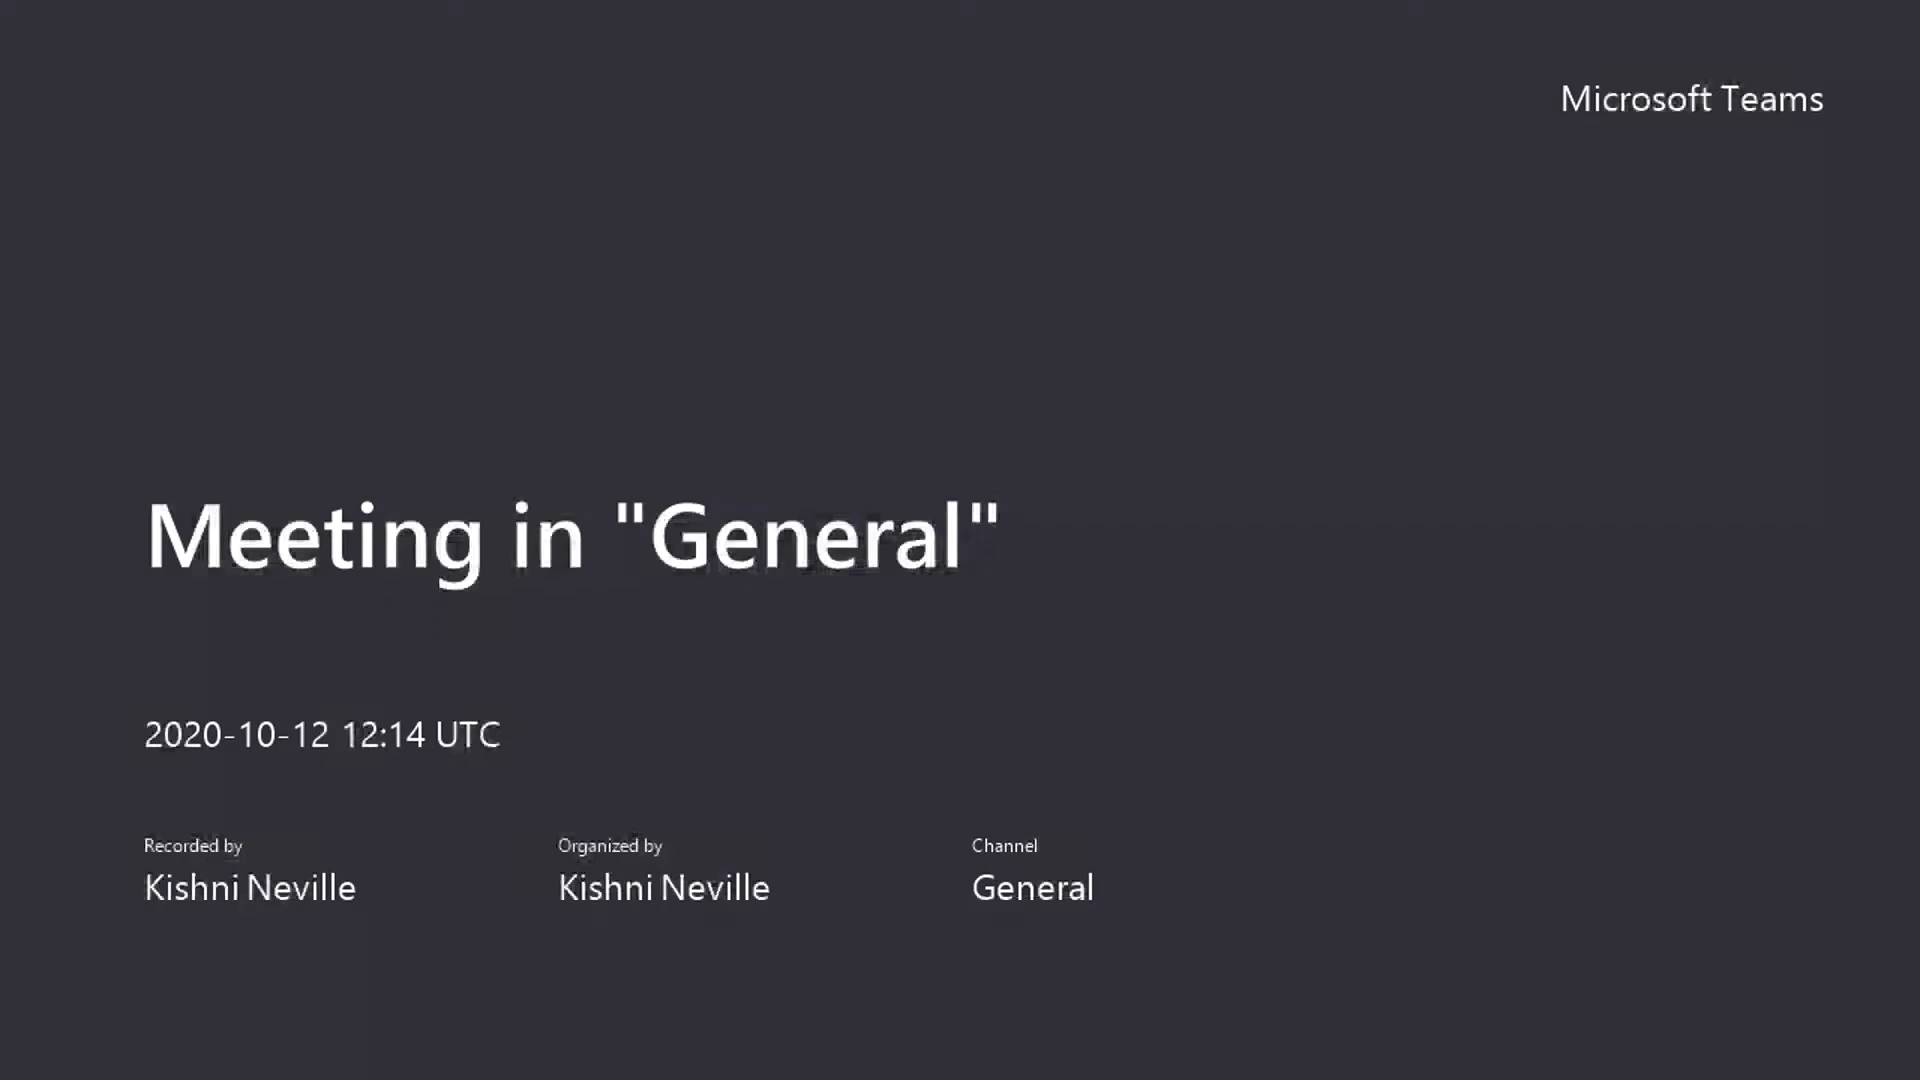 Microsoft Teams
Meeting in "General"
2020-10-12 12:14 UTC
Recorded by
Kishni Neville
Organized by
Kishni Neville
Channel
General